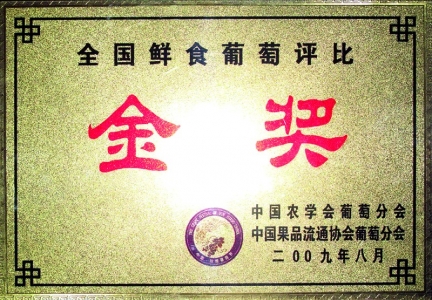 全国鲜食葡萄评比
金奖
中国农学会葡萄分会
中国果品流通协会葡萄分会
二00九年八月